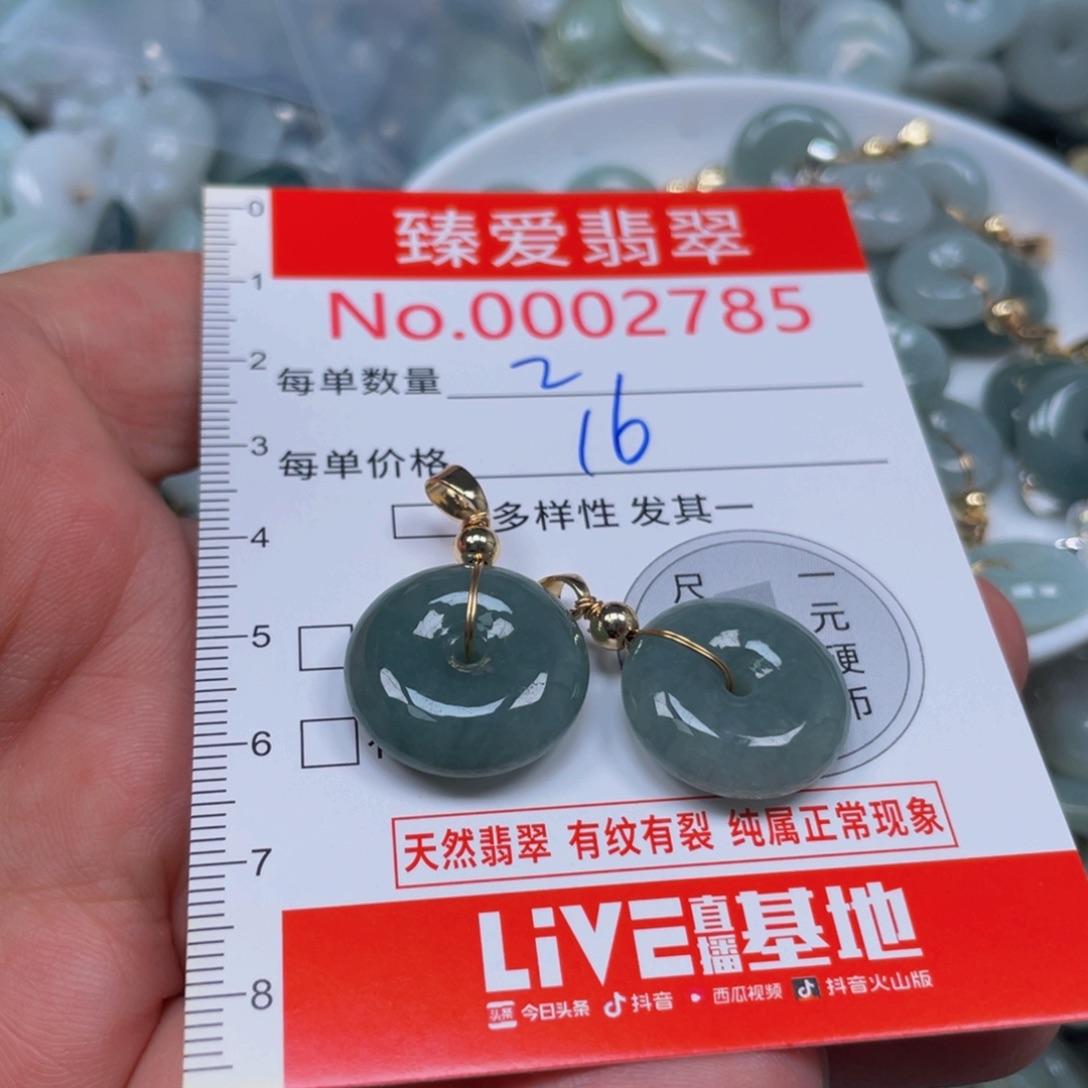 0
臻爱翡翠
1
No.0002785
2
每单数量 2
3
每单价格 16
4
多样性 发其一
尺 一元硬币
5
6
天然翡翠 有纹有裂 纯属正常现象
7
LiVE直播基地
8
头条 今日头条 抖音 西瓜视频 抖音火山版